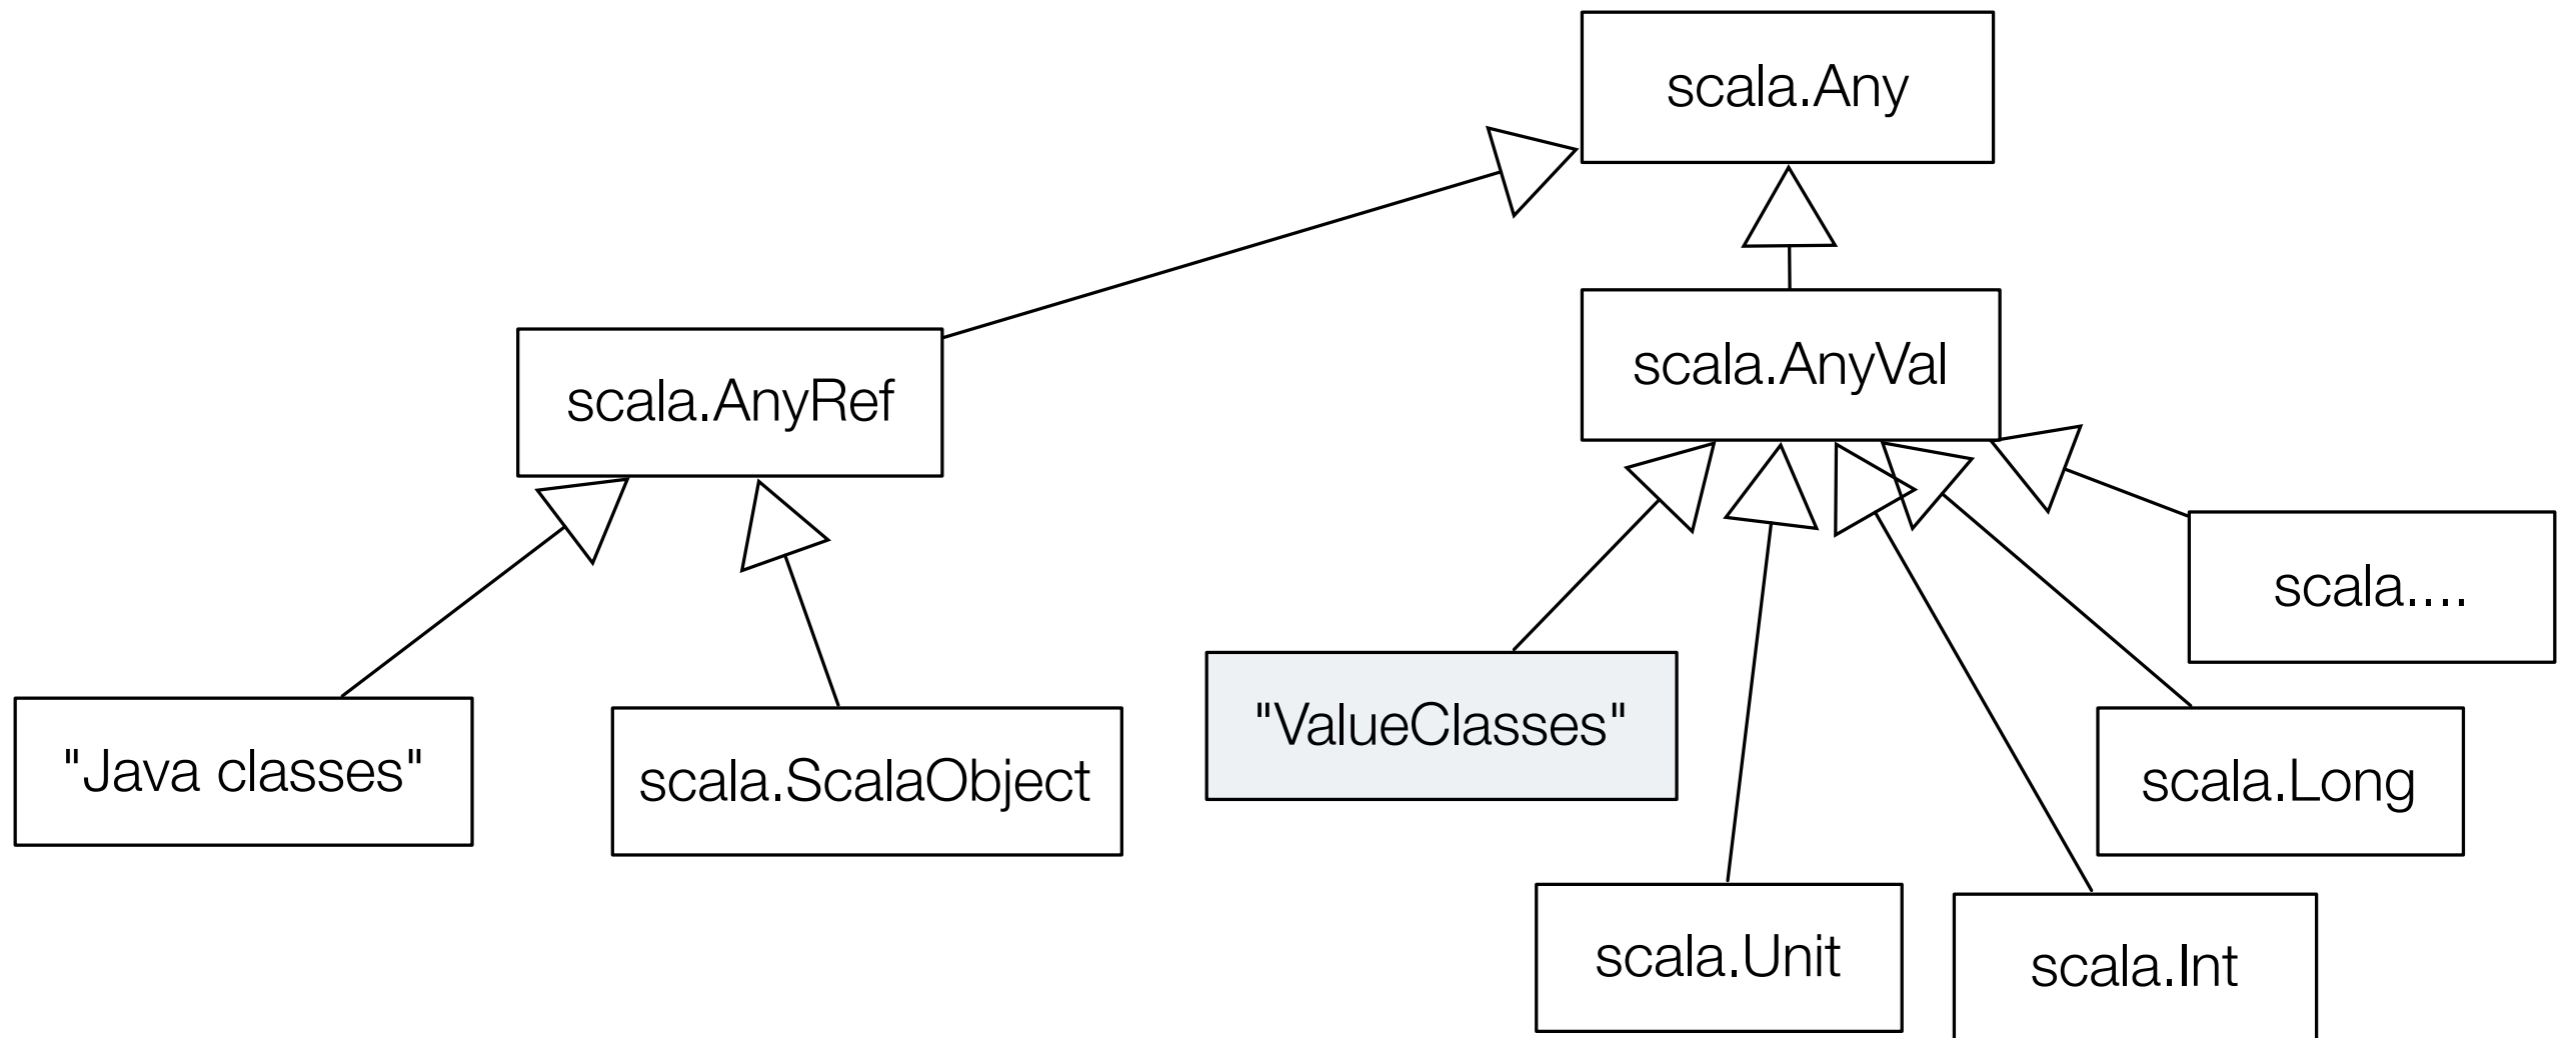 scala.Any
scala.AnyRef
scala.AnyVal
scala....
"Java classes"
scala.ScalaObject
"ValueClasses"
scala.Long
scala.Unit
scala.Int